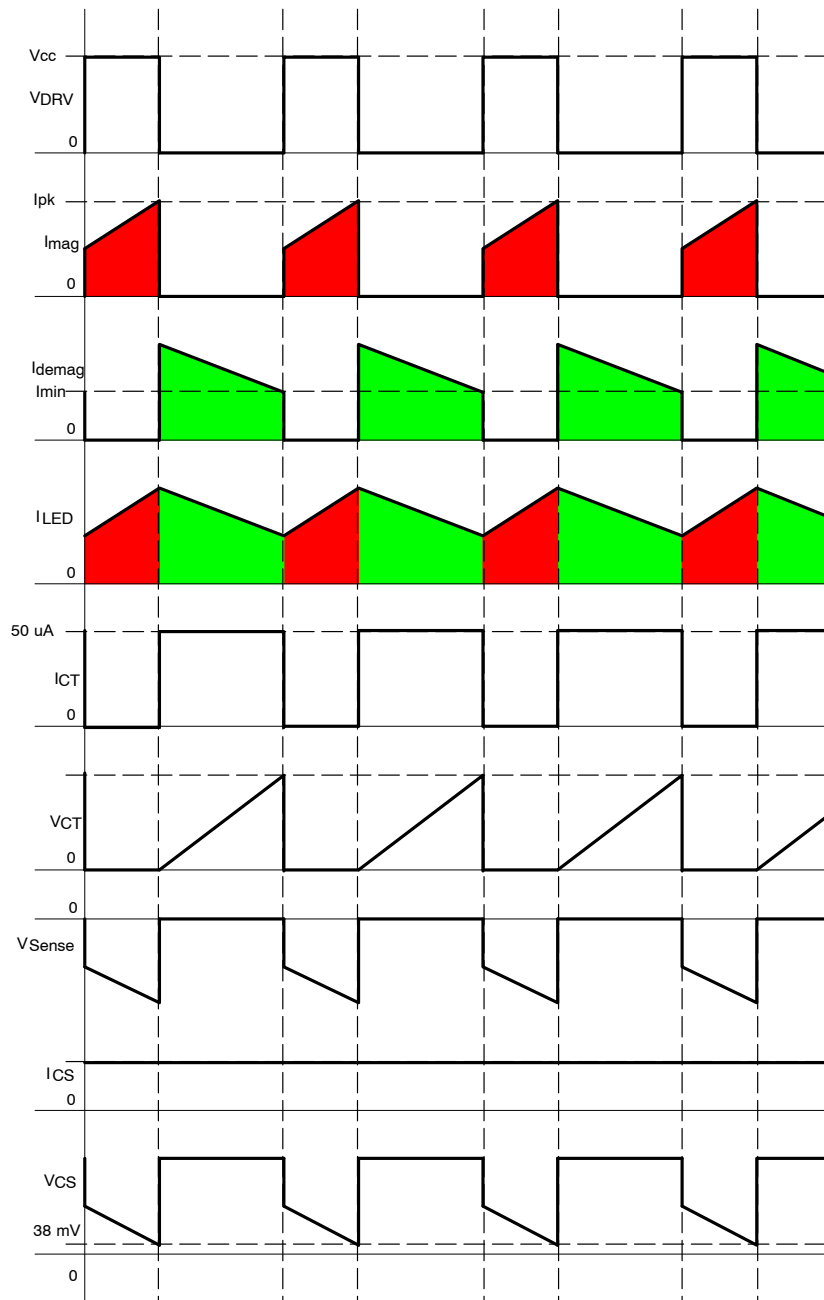 Vcc
VDRV
0
Ipk
Imag
0
Idemag
Imin
0
ILED
0
50 uA
ICT
0
VCT
0
0
VSense
ICS
0
VCS
38 mV
0